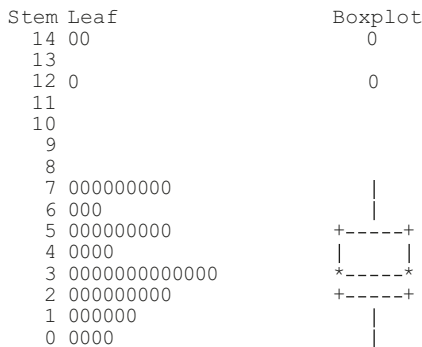 Stem Leaf                     Boxplot
  14 00                          0
  13
  12 0                           0
  11
  10
   9
   8
   7 000000000                   |
   6 000                         |
   5 000000000                +-----+
   4 0000                     |     |
   3 0000000000000            *-----*
   2 000000000                +-----+
   1 000000                      |
   0 0000                        |